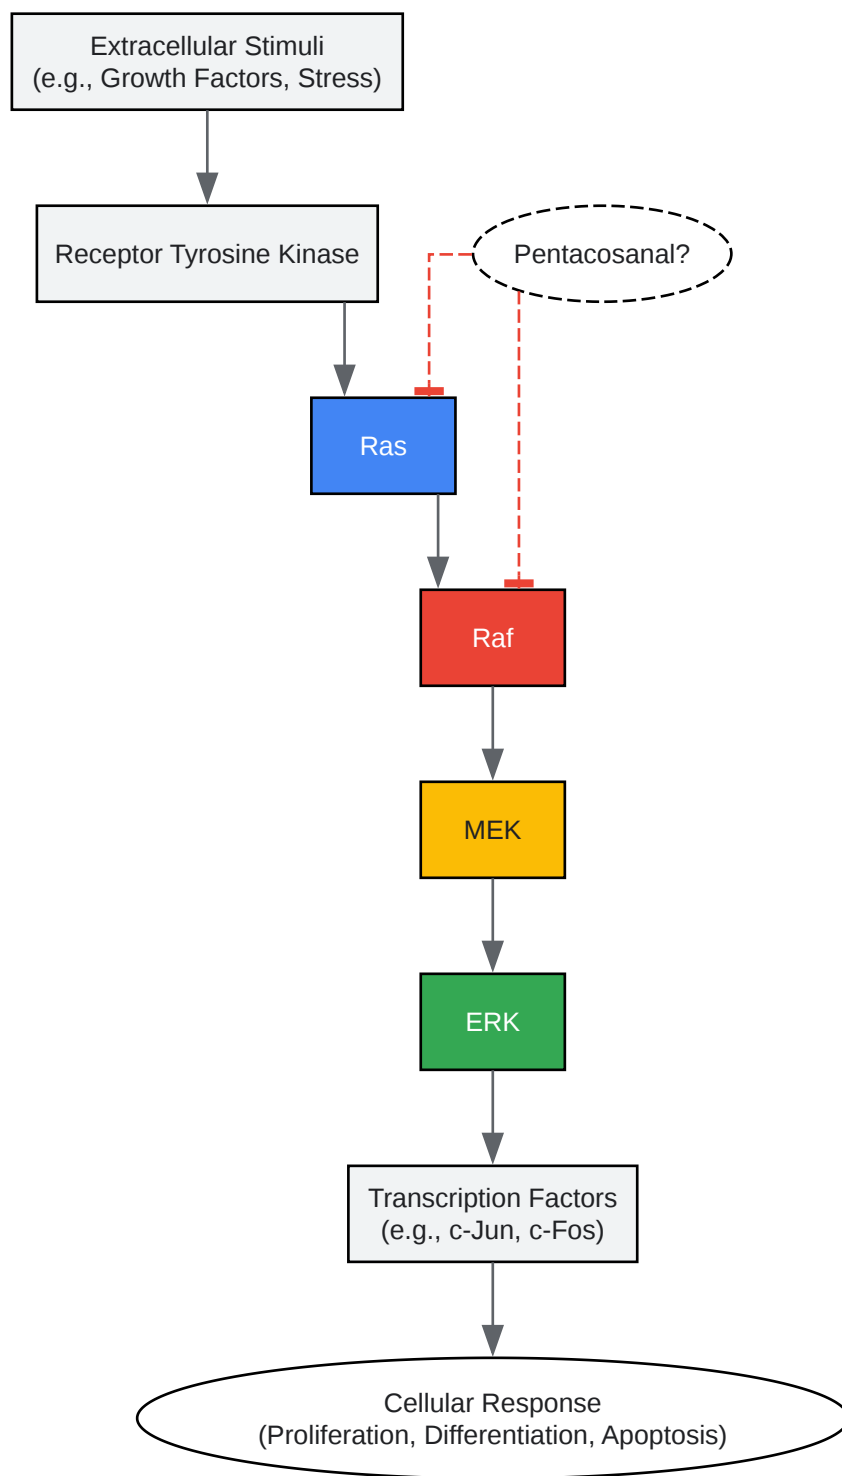 Extracellular Stimuli
(e.g., Growth Factors, Stress)
Receptor Tyrosine Kinase
Pentacosanal?
Ras
Raf
MEK
ERK
Transcription Factors
(e.g., c-Jun, c-Fos)
Cellular Response
(Proliferation, Differentiation, Apoptosis)